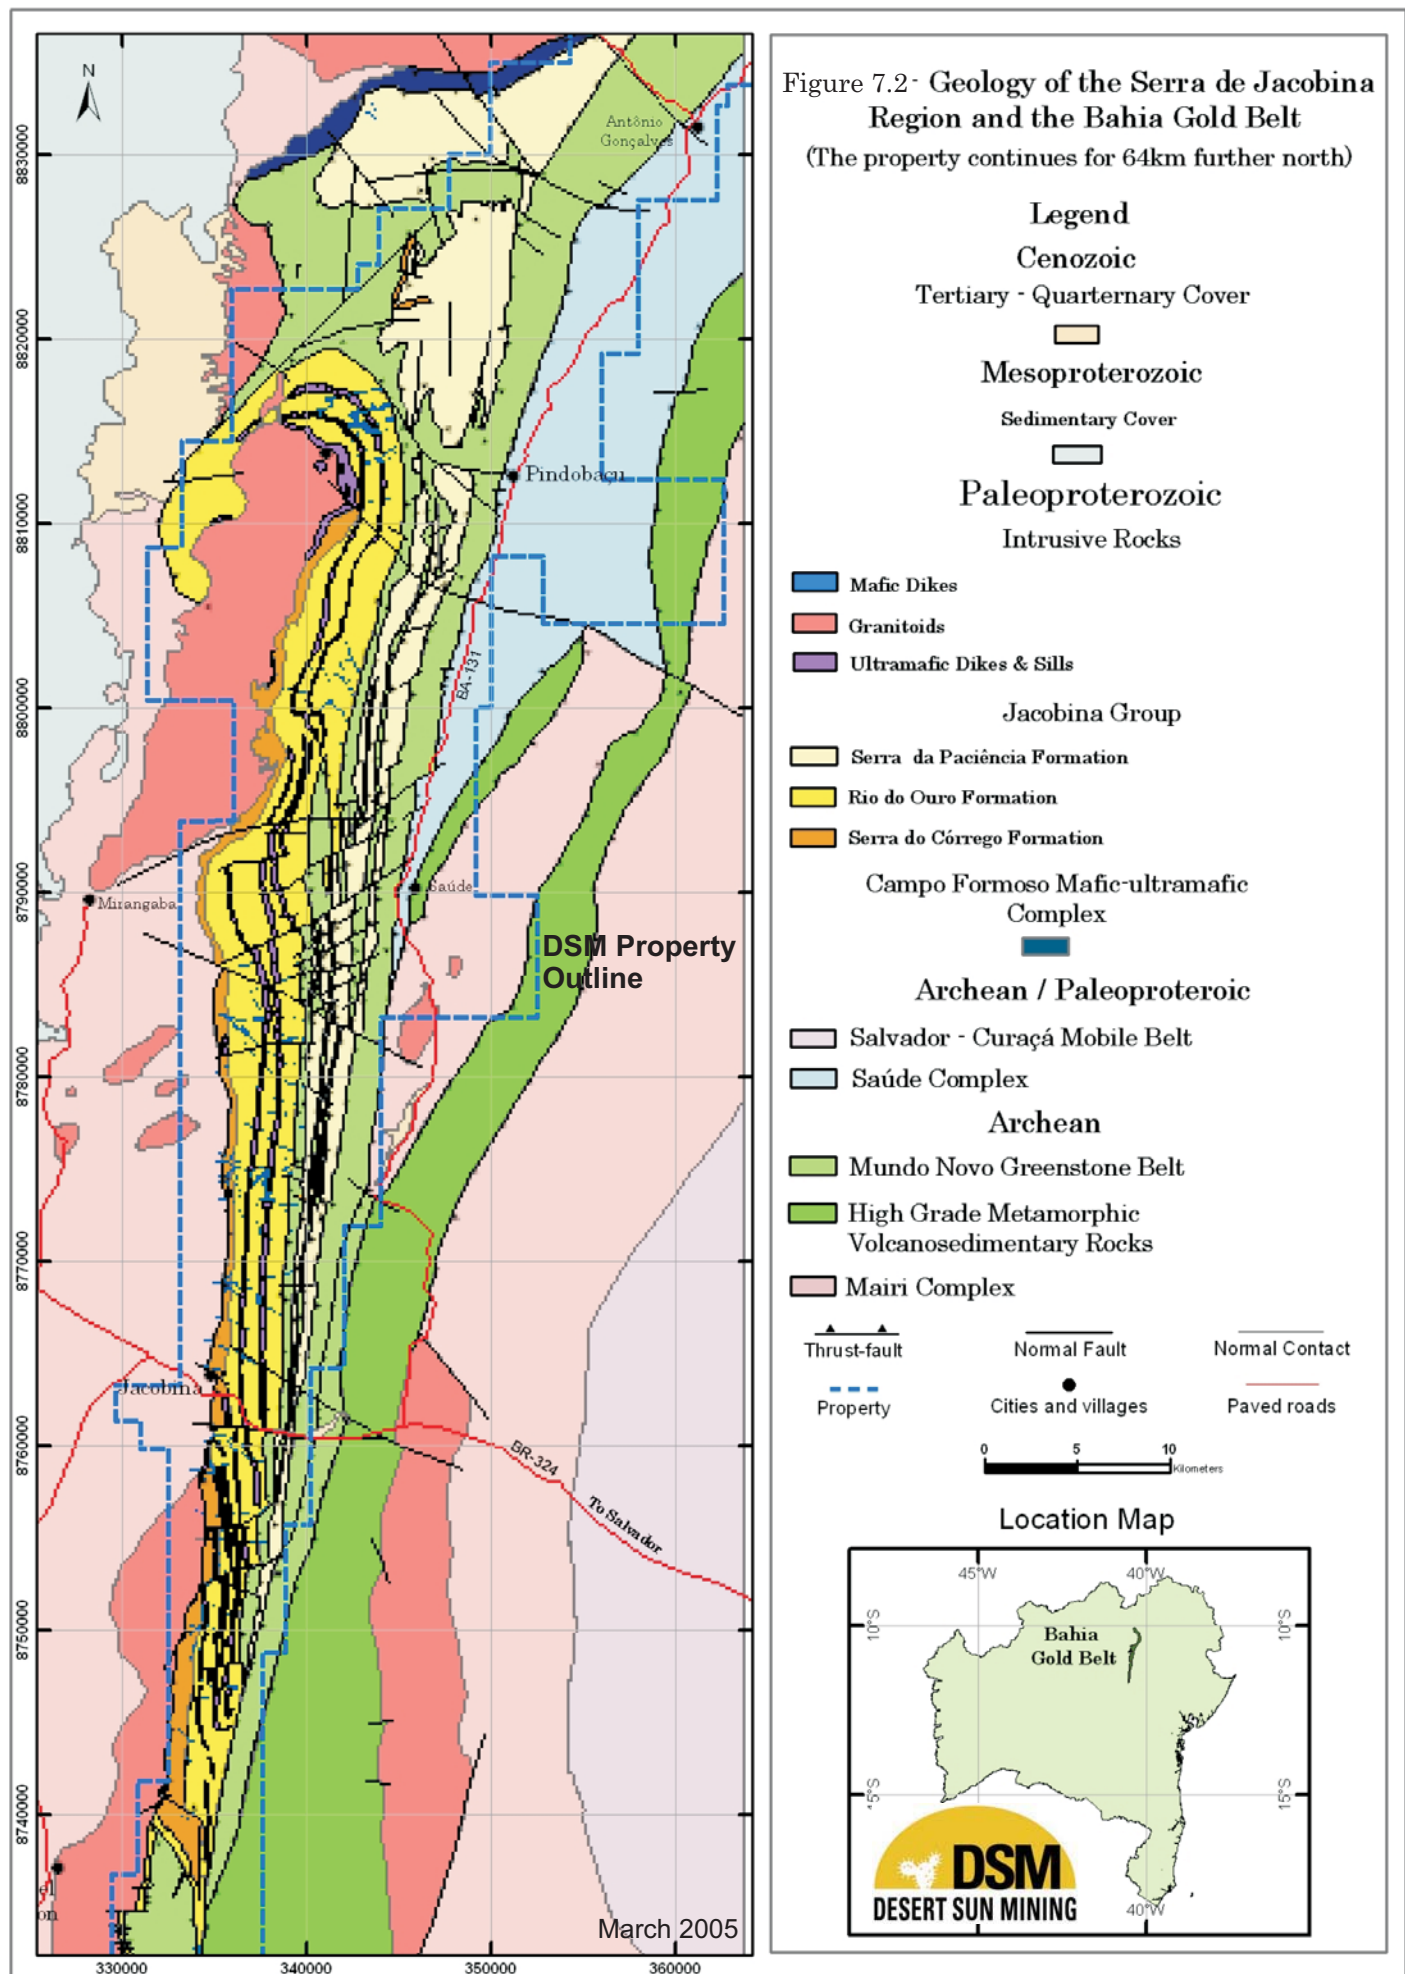 N
Antônio
Gonçalves
Pindobaçu
BA-131
Saúde
Mirangaba
DSM Property
Outline
Jacobina
BR-324
To Salvador
el
on
March 2005
8830000
8820000
8810000
8800000
8790000
8780000
8770000
8760000
8750000
8740000
330000
340000
350000
360000
Figure 7.2- Geology of the Serra de Jacobina
Region and the Bahia Gold Belt
(The property continues for 64km further north)
Legend
Cenozoic
Tertiary - Quarternary Cover
Mesoproterozoic
Sedimentary Cover
Paleoproterozoic
Intrusive Rocks
Mafic Dikes
Granitoids
Ultramafic Dikes & Sills
Jacobina Group
Serra da Paciência Formation
Rio do Ouro Formation
Serra do Córrego Formation
Campo Formoso Mafic-ultramafic
Complex
Archean / Paleoproteroic
Salvador - Curaçá Mobile Belt
Saúde Complex
Archean
Mundo Novo Greenstone Belt
High Grade Metamorphic
Volcanosedimentary Rocks
Mairi Complex
Thrust-fault
Normal Fault
Normal Contact
Property
Cities and villages
Paved roads
0 5 10
Kilometers
Location Map
45°W
40°W
10°S
10°S
Bahia
Gold Belt
15°S
15°S
40°W
DSM
DESERT SUN MINING